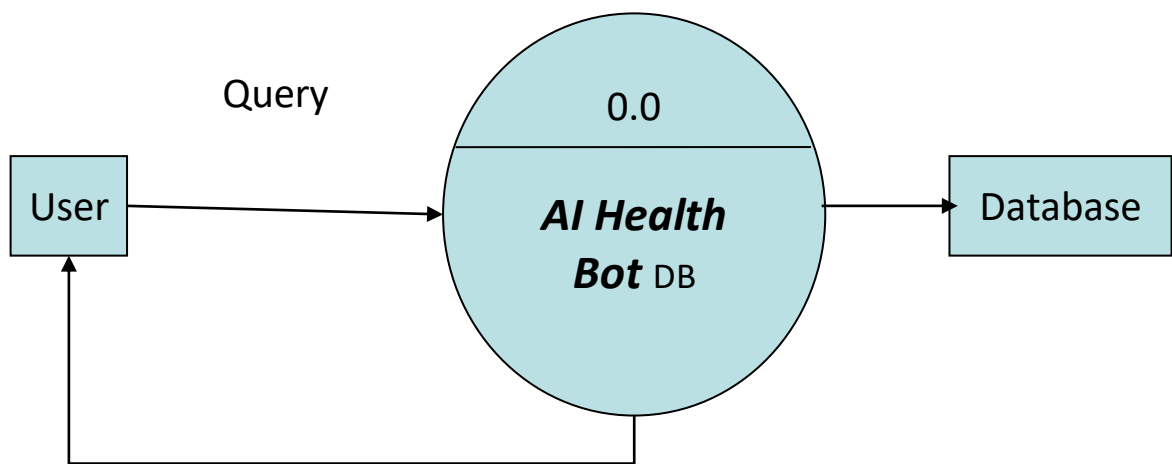 Query
0.0
User
AI Health
Bot DB
Database